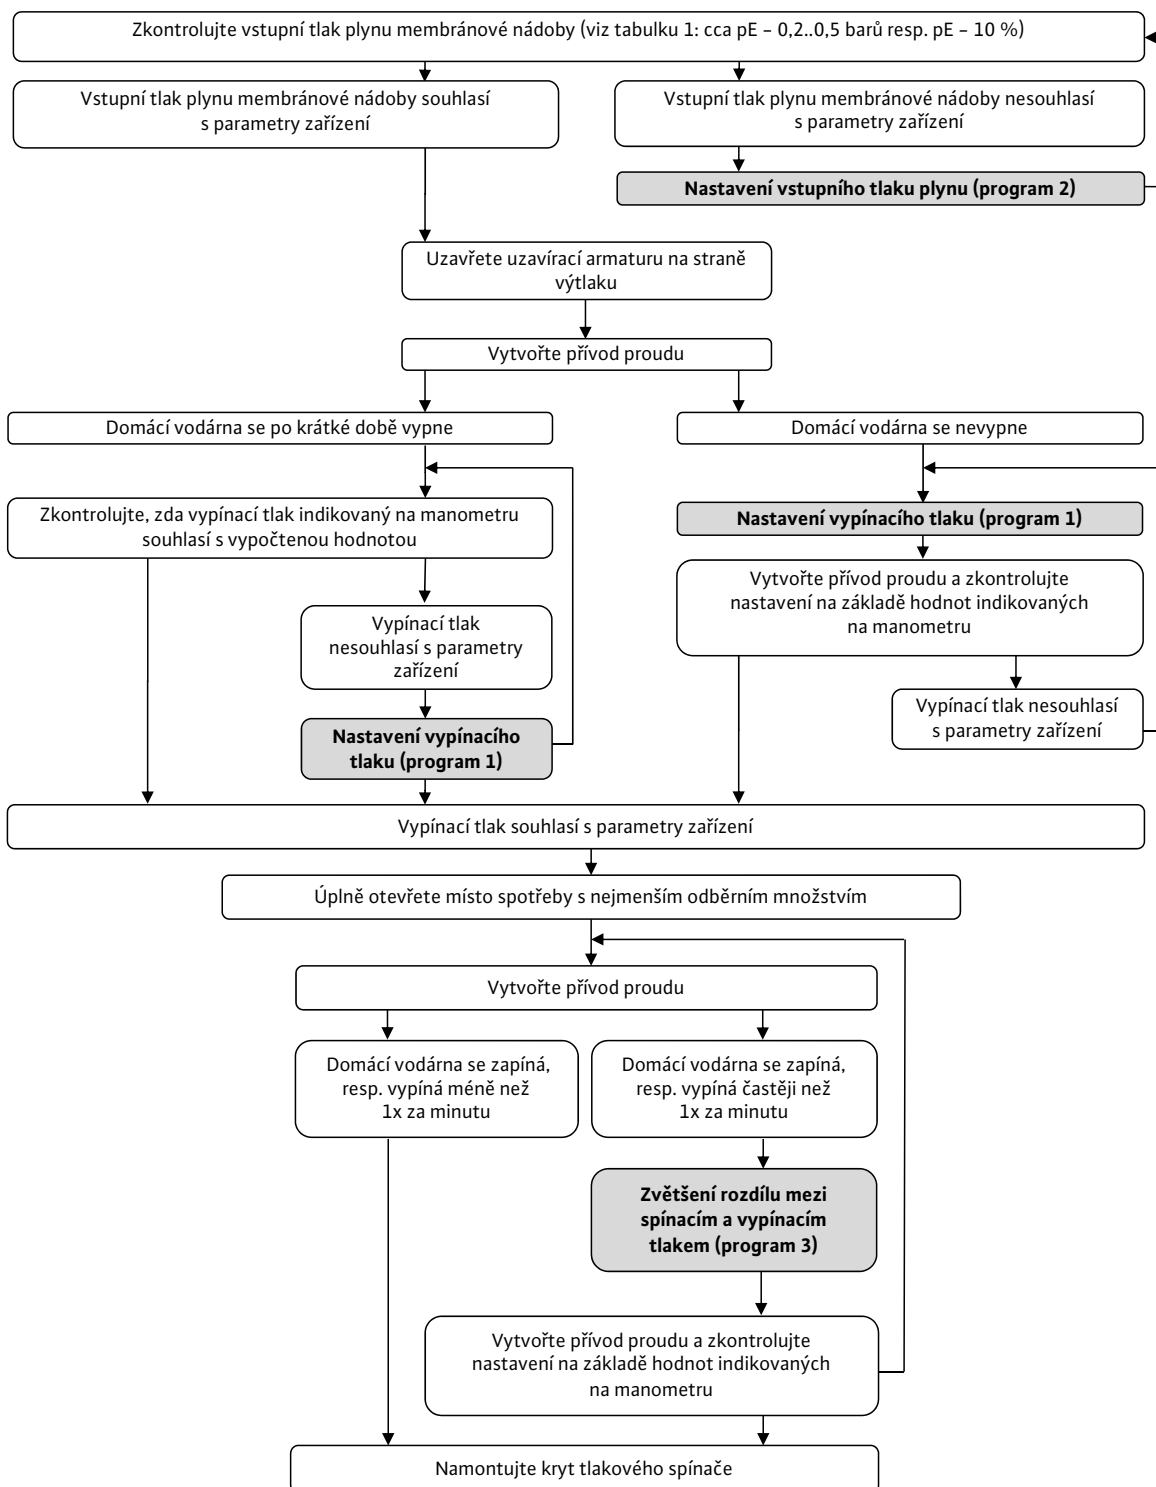 Zkontrolujte vstupní tlak plynu membránové nádoby (viz tabulku 1: cca pE – 0,2..0,5 barů resp. pE – 10 %)
Vstupní tlak plynu membránové nádoby souhlasí
s parametry zařízení
Vstupní tlak plynu membránové nádoby nesouhlasí
s parametry zařízení
Nastavení vstupního tlaku plynu (program 2)
Uzavřete uzavírací armaturu na straně
výtlaku
Vytvořte přívod proudu
Domácí vodárna se po krátké době vypne
Domácí vodárna se nevypne
Zkontrolujte, zda vypínací tlak indikovaný na manometru
souhlasí s vypočtenou hodnotou
Nastavení vypínacího tlaku (program 1)
Vytvořte přívod proudu a zkontrolujte
nastavení na základě hodnot indikovaných
na manometru
Vypínací tlak
nesouhlasí s parametry
zařízení
Vypínací tlak nesouhlasí
s parametry zařízení
Nastavení vypínacího
tlaku (program 1)
Vypínací tlak souhlasí s parametry zařízení
Úplně otevřete místo spotřeby s nejmenším odběrním množstvím
Vytvořte přívod proudu
Domácí vodárna se zapíná,
resp. vypíná méně než
1x za minutu
Domácí vodárna se zapíná,
resp. vypíná častěji než
1x za minutu
Zvětšení rozdílu mezi
spínacím a vypínacím
tlakem (program 3)
Vytvořte přívod proudu a zkontrolujte
nastavení na základě hodnot indikovaných
na manometru
Namontujte kryt tlakového spínače